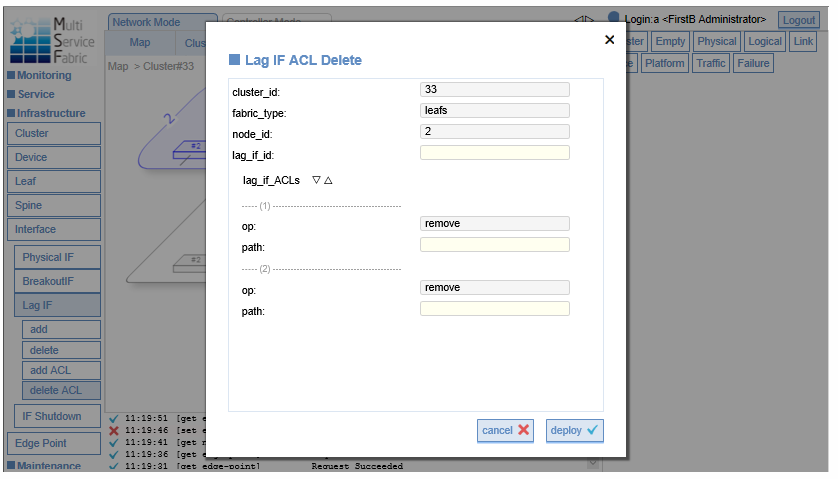 Multi
Service
Fabric
Network Mode
Controller Mode
Login:a <FirstB Administrator>
Logout
Map
Empty
Physical
Logical
Link
Platform
Traffic
Failure
Map > Cluster#33
Monitoring
Service
Infrastructure
Cluster
Device
Leaf
Spine
Interface
Physical IF
BreakoutIF
Lag IF
add
delete
add ACL
delete ACL
IF Shutdown
Edge Point
Maintenance
2
#2
#2
Lag IF ACL Delete
cluster_id: 33
fabric_type: leafs
node_id: 2
lag_if_id:
lag_if_ACLs ▽△
----- (1) -----
op: remove
path:
----- (2) -----
op: remove
path:
cancel
deploy
11:19:51 [get
11:19:46 [set
11:19:41 [get
11:19:36 [get
11:19:31 [get edge-point] Request Succeeded